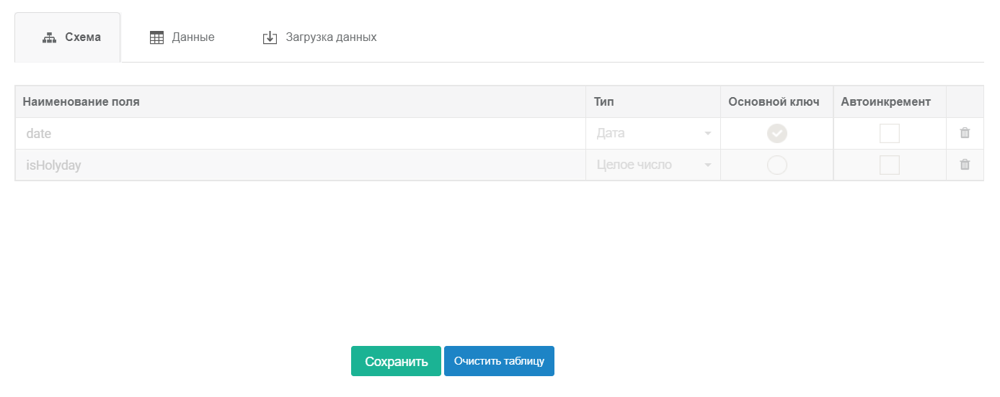 Схема Данные Загрузка данных
Наименование поля Тип Основной ключ Автоинкремент
date Дата
isHolyday Целое число
Сохранить Очистить таблицу